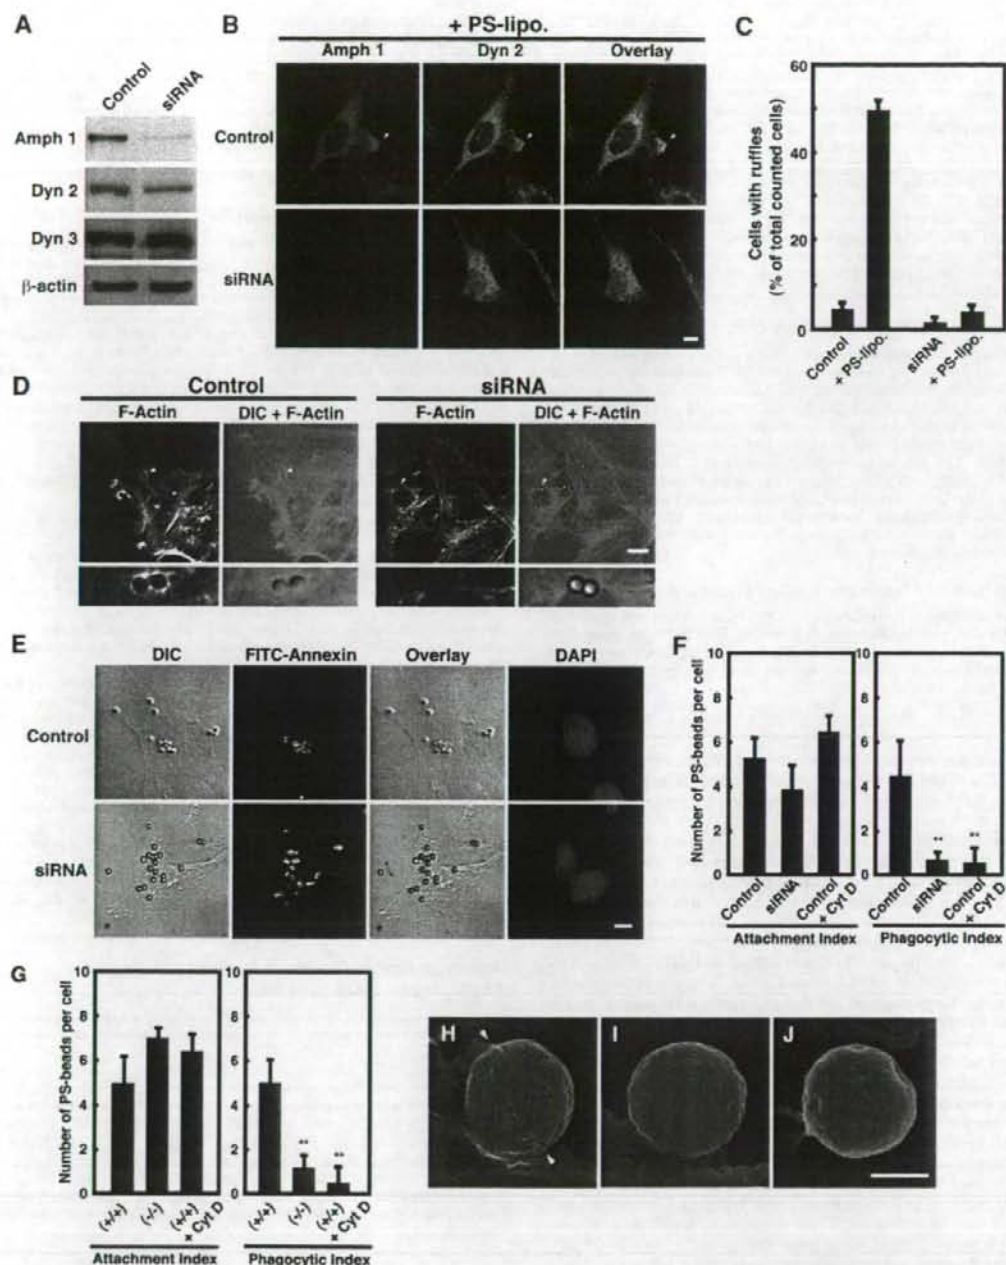 A
Control
siRNA
Amph 1
Dyn 2
Dyn 3
β-actin
B
+ PS-lipo.
Amph 1 Dyn 2 Overlay
Control
siRNA
C
Cells with ruffles
(% of total counted cells)
60
40
20
0
Control
+ PS-lipo.
siRNA
+ PS-lipo.
D
Control siRNA
F-Actin DIC + F-Actin F-Actin DIC + F-Actin
E
DIC FITC-Annexin Overlay DAPI
Control
siRNA
F
Number of PS-beads per cell
10
8
6
4
2
0
Control
siRNA
Control
+ Cyt D
Attachment Index
10
8
6
4
2
0
**
**
Control
siRNA
Control
+ Cyt D
Phagocytic Index
G
Number of PS-beads per cell
10
8
6
4
2
0
(+/+)
(-/-)
(+/+)
+ Cyt D
Attachment Index
10
8
6
4
2
0
**
**
(+/+)
(-/-)
(+/+)
+ Cyt D
Phagocytic Index
H
I
J